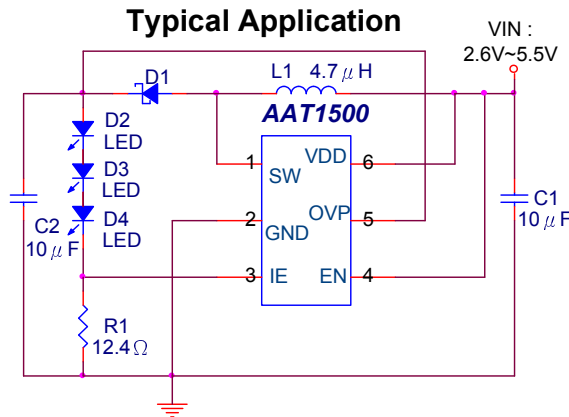 Typical Application
VIN :
2.6V~5.5V
D1
L1 4.7μH
AAT1500
D2
LED
D3
LED
D4
LED
C2
10μF
1
SW
VDD
6
2
GND
OVP
5
3
IE
EN
4
C1
10μF
R1
12.4Ω